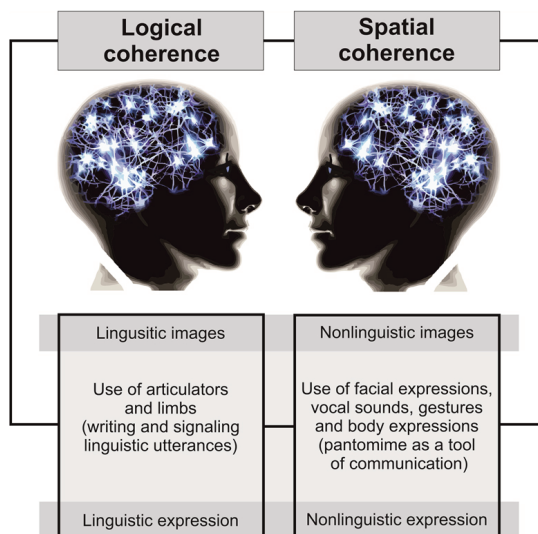 Logical
coherence
Spatial
coherence
Lingusitic images
Nonlinguistic images
Use of articulators
and limbs
(writing and signaling
linguistic utterances)
Use of facial expressions,
vocal sounds, gestures
and body expressions
(pantomime as a tool
of communication)
Linguistic expression
Nonlinguistic expression